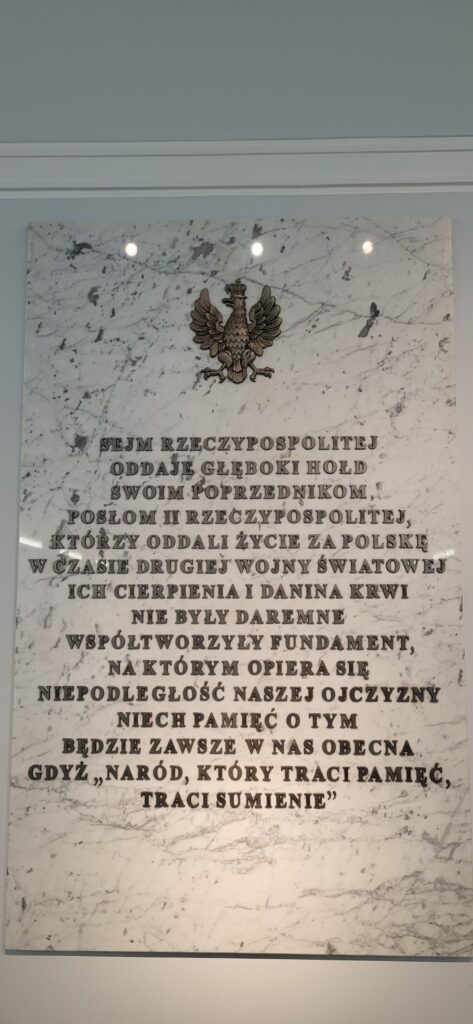 SEJM RZECZYPOSPOLITEJ
ODDAJE GŁĘBOKI HOŁD
SWOIM POPRZEDNIKOM,
POSŁOM II RZECZYPOSPOLITEJ,
KTÓRZY ODDALI ŻYCIE ZA POLSKĘ
W CZASIE DRUGIEJ WOJNY ŚWIATOWEJ
ICH CIERPIENIA I DANINA KRWI
NIE BYŁY DAREMNE
WSPÓŁTWORZYŁY FUNDAMENT,
NA KTÓRYM OPIERA SIĘ
NIEPODLEGŁOŚĆ NASZEJ OJCZYZNY
NIECH PAMIĘĆ O TYM
BĘDZIE ZAWSZE W NAS OBECNA
GDYŻ „NARÓD, KTÓRY TRACI PAMIĘĆ,
TRACI SUMIENIE”